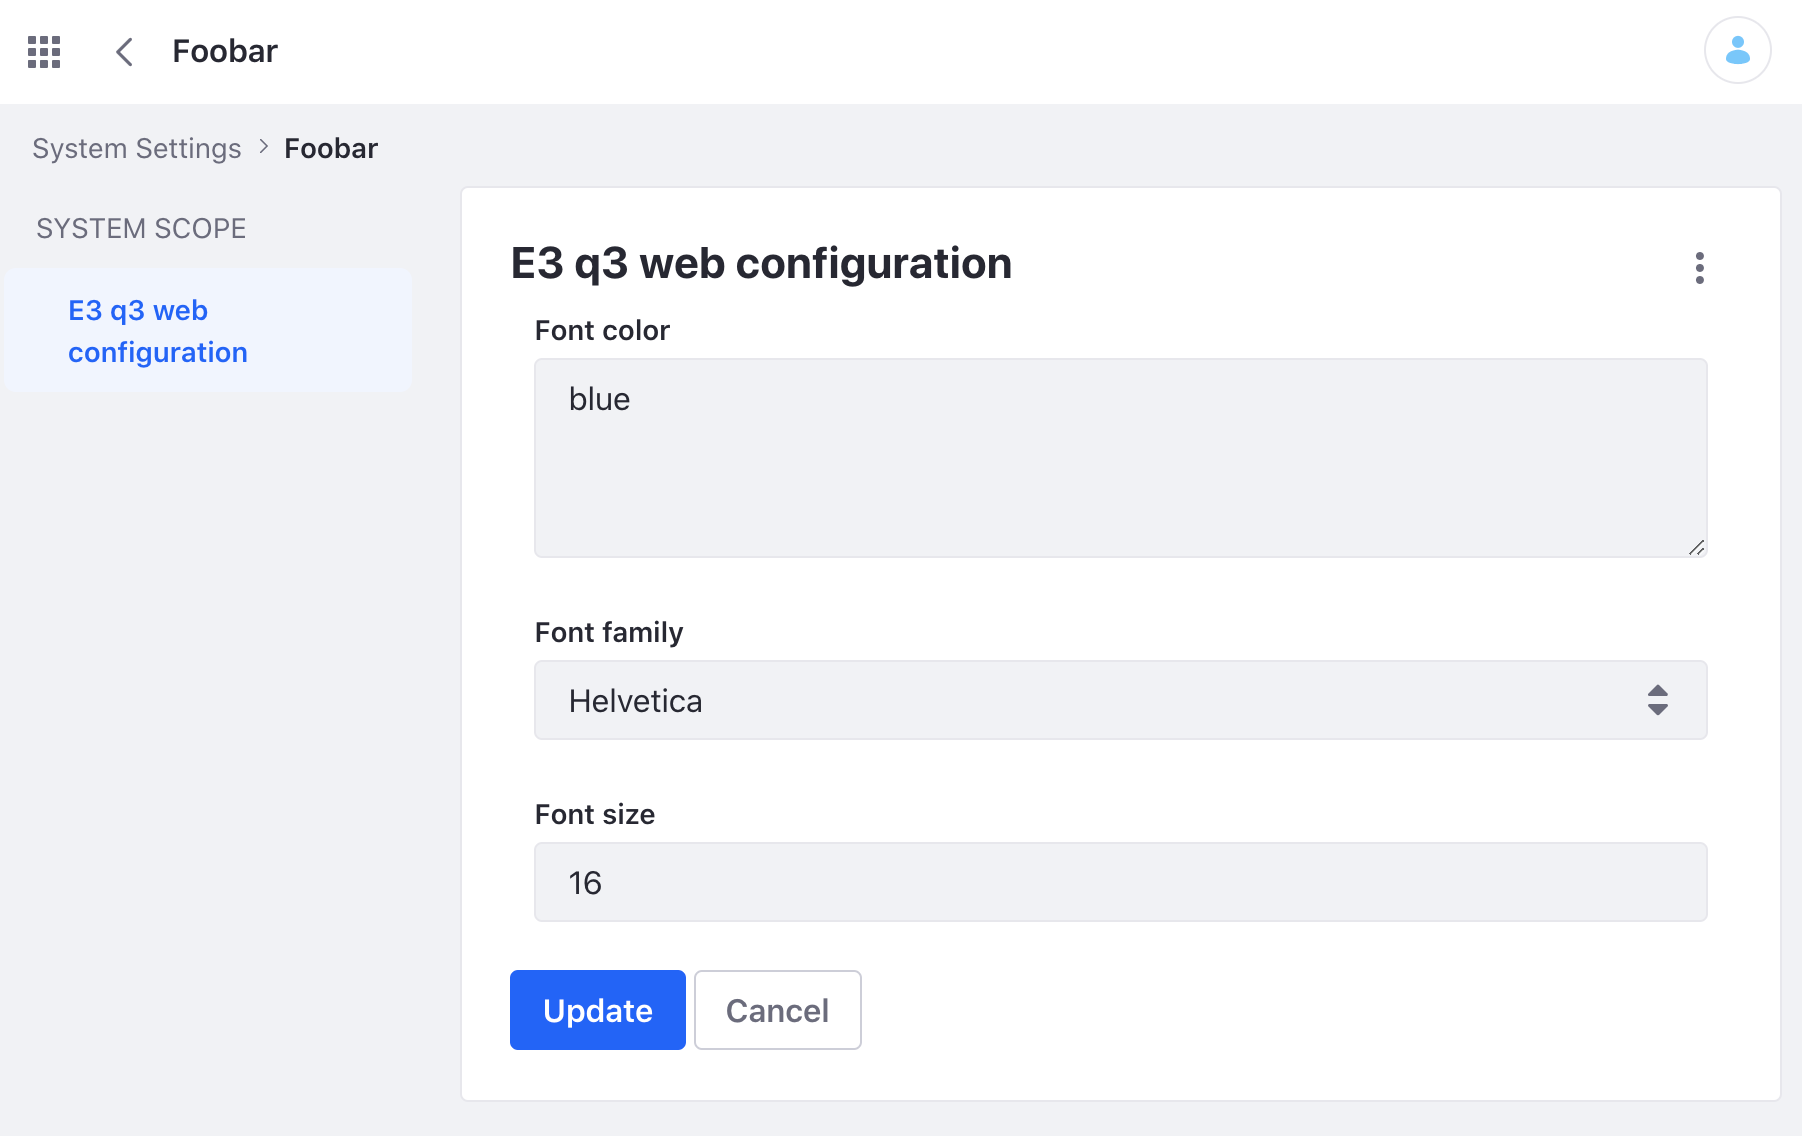 Foobar
System Settings > Foobar
SYSTEM SCOPE
E3 q3 web
configuration
E3 q3 web configuration
Font color
blue
Font family
Helvetica
Font size
16
Update Cancel